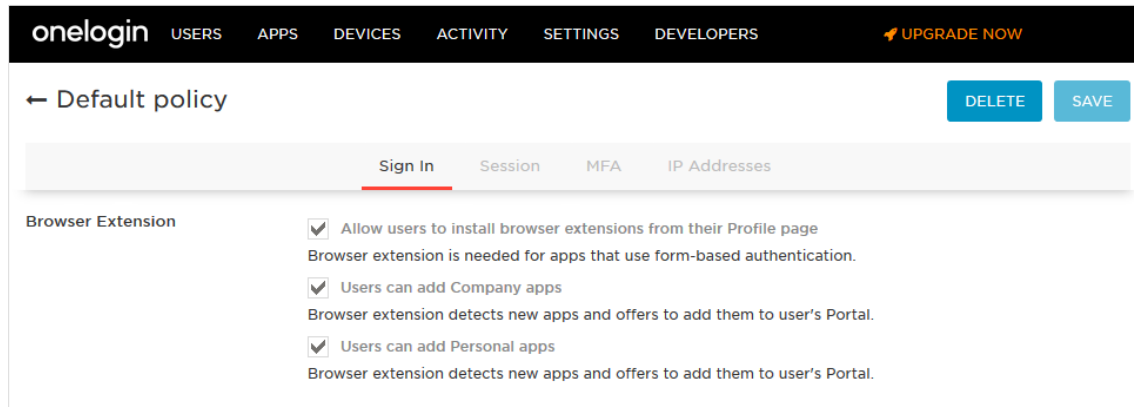 onelogin USERS APPS DEVICES ACTIVITY SETTINGS DEVELOPERS UPGRADE NOW
← Default policy DELETE SAVE
Sign In Session MFA IP Addresses
Browser Extension
Allow users to install browser extensions from their Profile page
Browser extension is needed for apps that use form-based authentication.
Users can add Company apps
Browser extension detects new apps and offers to add them to user's Portal.
Users can add Personal apps
Browser extension detects new apps and offers to add them to user's Portal.